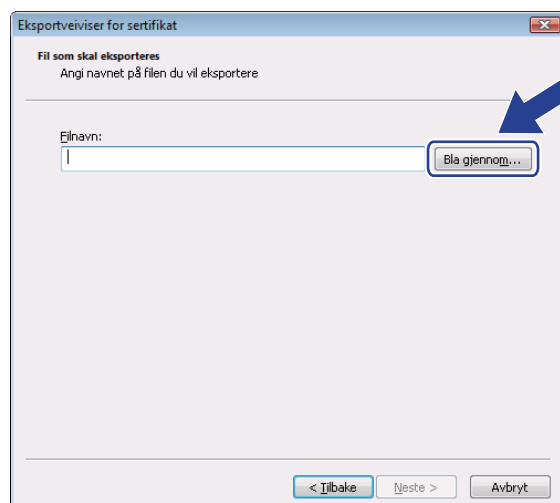 Eksportveiviser for sertifikat
Fil som skal eksporteres
Angi navnet på filen du vil eksportere
Filnavn:
Bla gjennom...
< Tilbake
Neste >
Avbryt